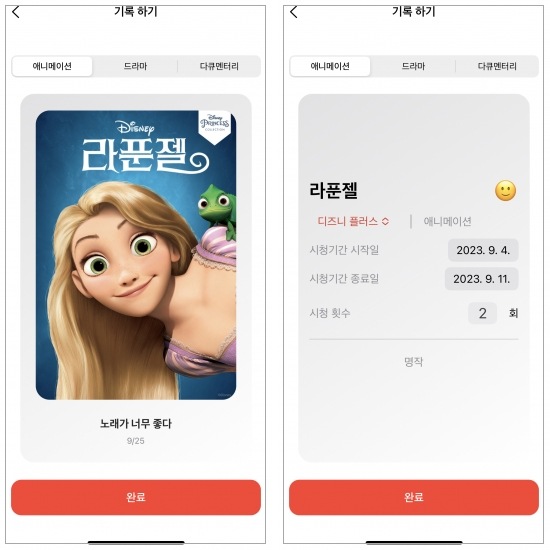 기록 하기
애니메이션 드라마 다큐멘터리
Disney
PRINCESS
COLLECTION
Disney
라푼젤
노래가 너무 좋다
9/25
완료
기록 하기
애니메이션 드라마 다큐멘터리
라푼젤
디즈니 플러스 | 애니메이션
시청기간 시작일 2023. 9. 4.
시청기간 종료일 2023. 9. 11.
시청 횟수 2 회
명작
완료